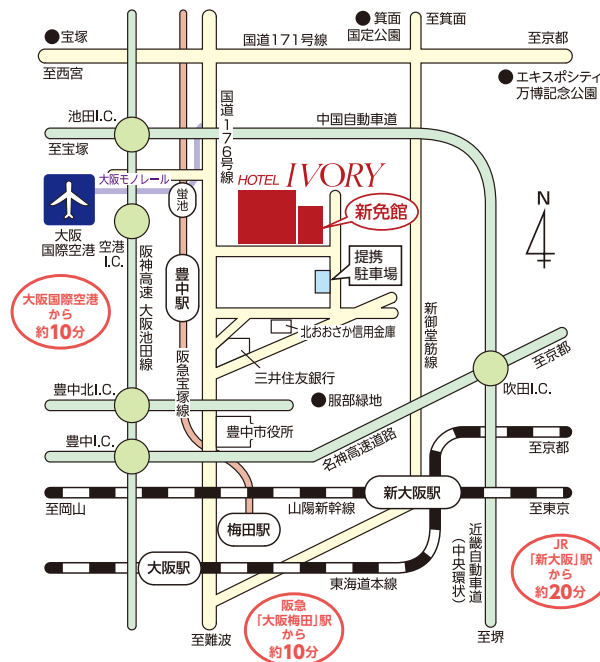 宝塚
箕面
国定公園
至箕面
国道171号線
至京都
至西宮
エキスポシティ
万博記念公園
国道176号線
池田I.C.
中国自動車道
至宝塚
大阪モノレール
HOTEL IVORY
新免館
蛍池
大阪
国際空港
空港
I.C.
N
提携
駐車場
豊中駅
阪神高速 大阪池田線
大阪国際空港
から
約10分
北おおさか信用金庫
新御堂筋線
三井住友銀行
阪急宝塚線
至京都
吹田I.C.
豊中北I.C.
服部緑地
豊中市役所
豊中I.C.
名神高速道路
至京都
新大阪駅
至岡山
山陽新幹線
至東京
梅田駅
大阪駅
東海道本線
近畿自動車道
(中央環状)
JR
「新大阪」駅
から
約20分
阪急
「大阪梅田」駅
から
約10分
至難波
至堺